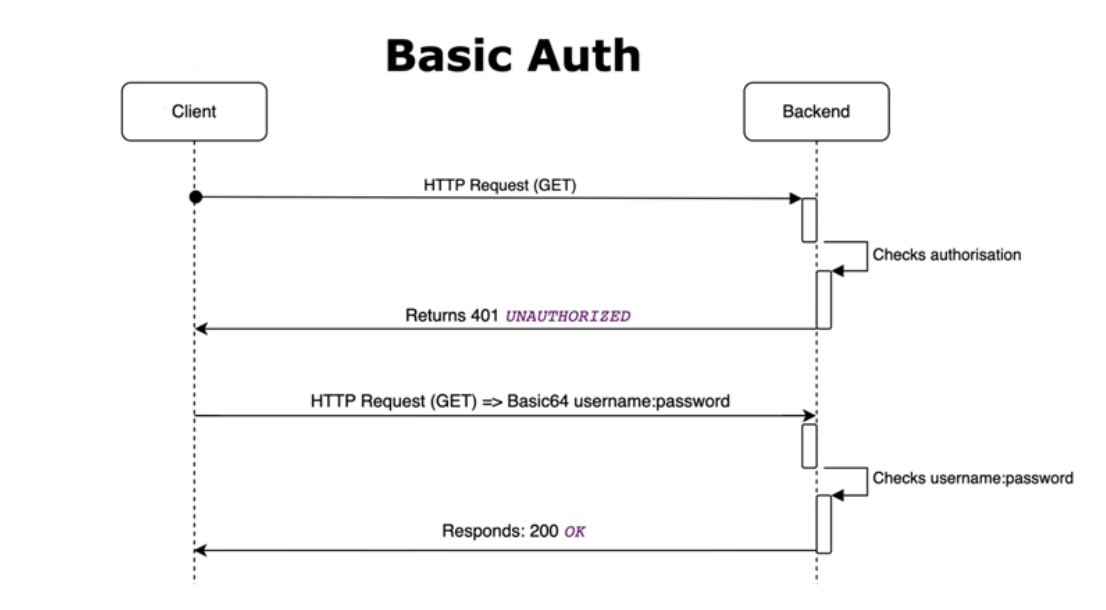 Basic Auth
Client
Backend
HTTP Request (GET)
Checks authorisation
Returns 401 UNAUTHORIZED
HTTP Request (GET) => Basic64 username:password
Checks username:password
Responds: 200 OK